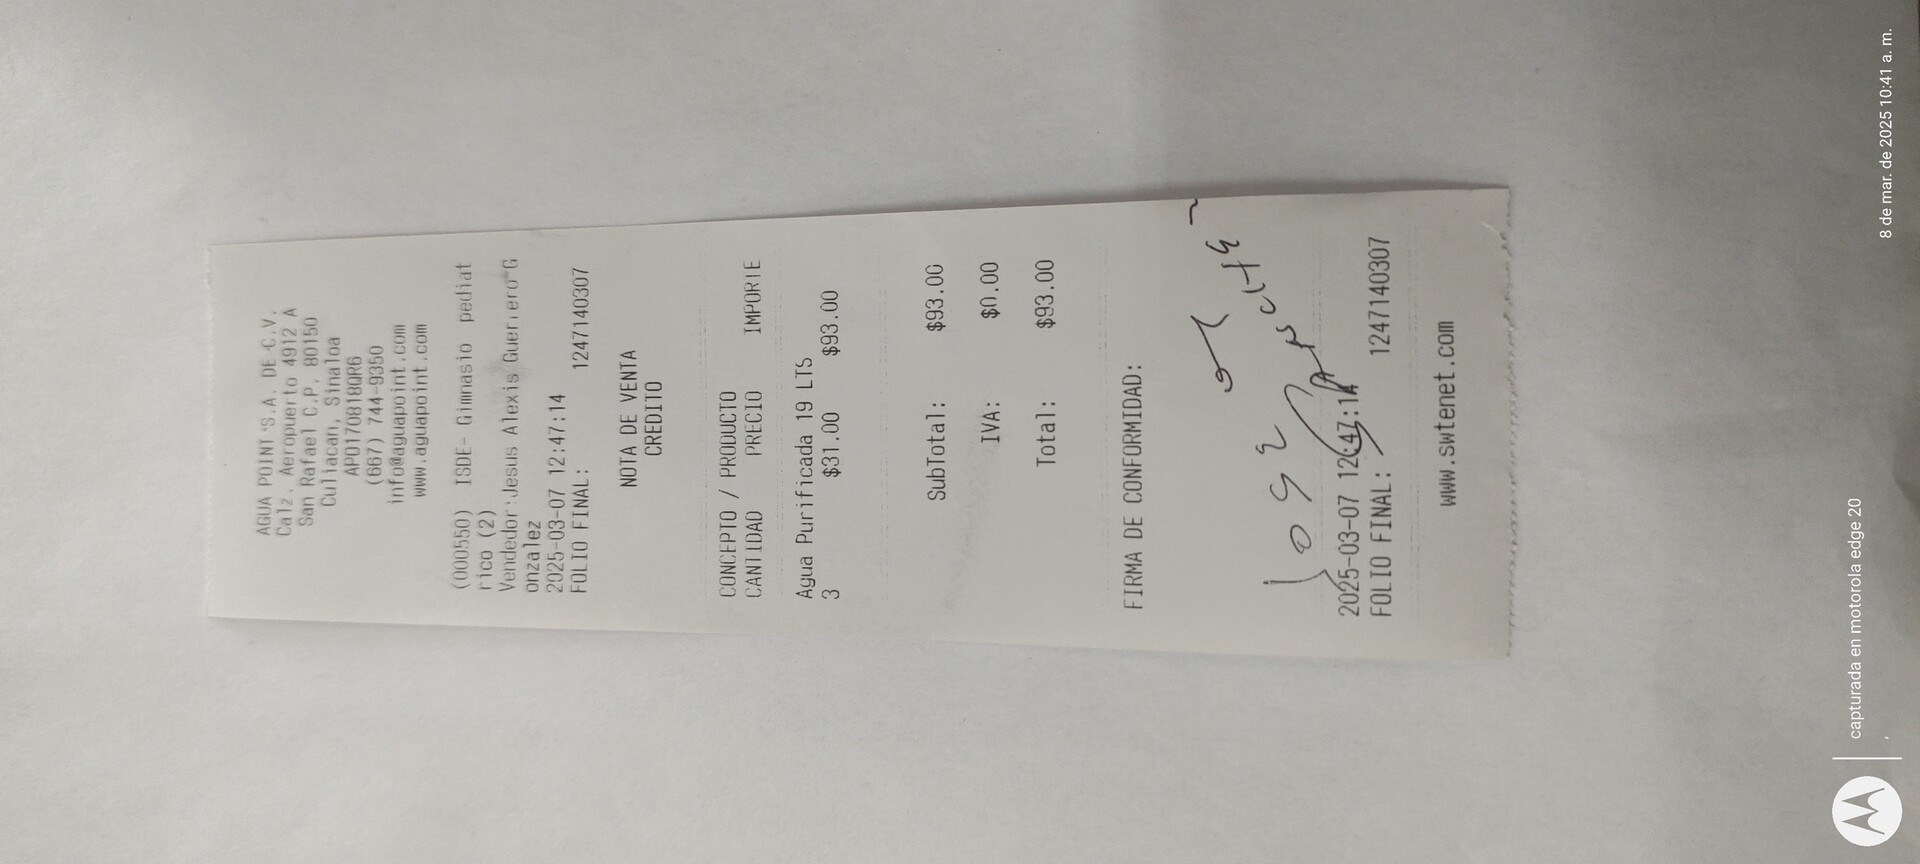 AGUA POINT S.A. DE C.V.
Calz. Aeropuerto 4912 A
San Rafael C.P. 80150
Culiacan, Sinaloa
APO170818QR6
(667) 744-9350
info@aguapoint.com
www.aguapoint.com
(000550) ISDE- Gimnasio pediat
rico (2)
Vendedor:Jesus Alexis Guerrero G
onzalez
2025-03-07 12:47:14
FOLIO FINAL: 1247140307
NOTA DE VENTA
CREDITO
CONCEPTO / PRODUCTO
CANTIDAD PRECIO IMPORTE
Agua Purificada 19 LTS
3 $31.00 $93.00
SubTotal: $93.00
IVA: $0.00
Total: $93.00
FIRMA DE CONFORMIDAD:
2025-03-07 12:47:14
FOLIO FINAL: 1247140307
www.swtenet.com
capturada en motorola edge 20
8 de mar. de 2025 10:41 a. m.